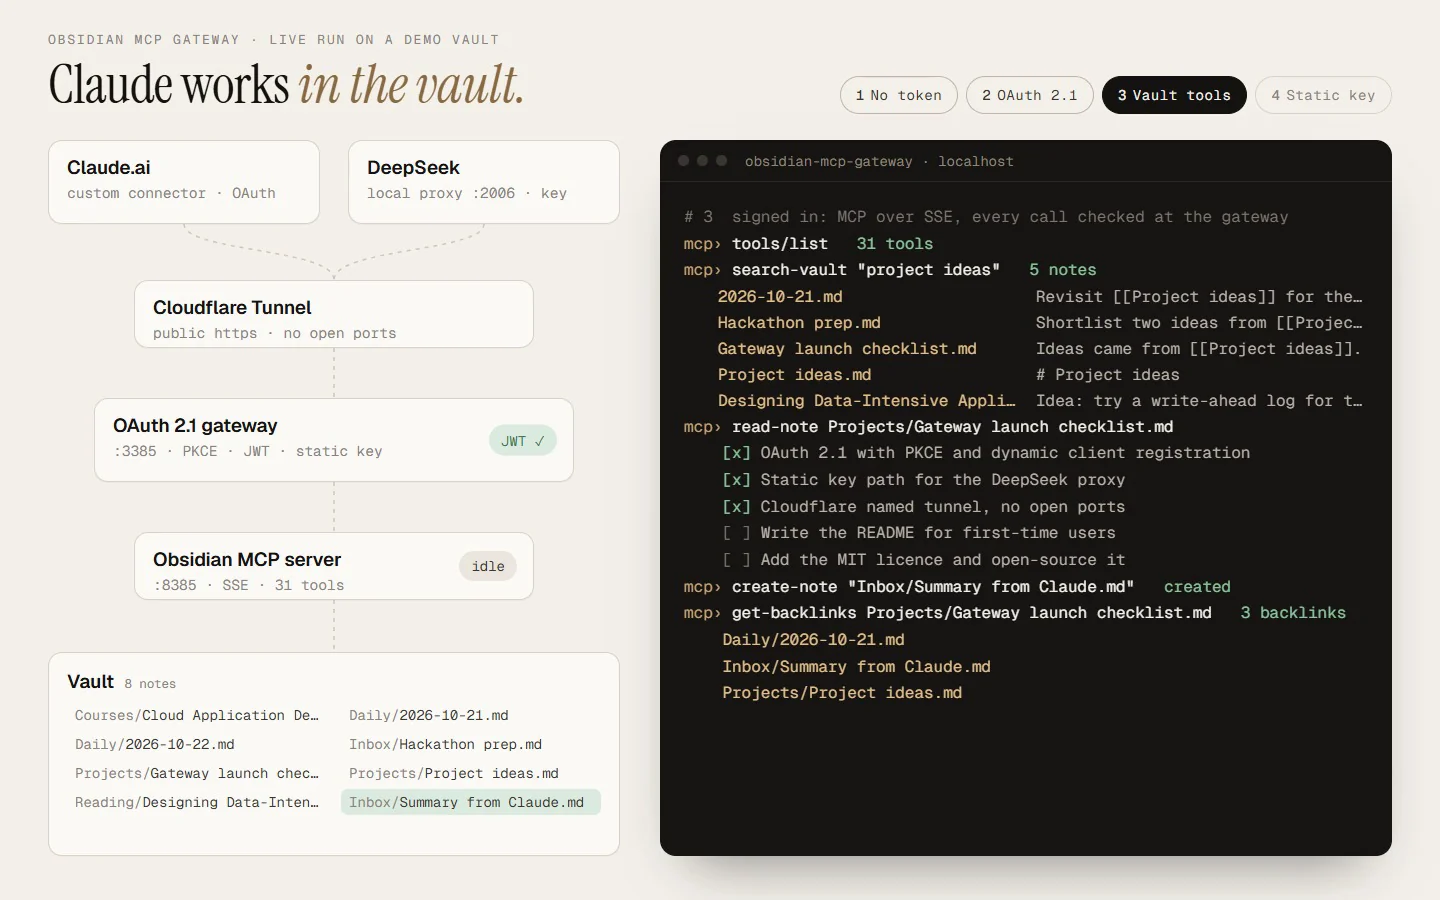 OBSIDIAN MCP GATEWAY · LIVE RUN ON A DEMO VAULT
Claude works in the vault.
1 No token
2 OAuth 2.1
3 Vault tools
4 Static key
Claude.ai
custom connector · OAuth
DeepSeek
local proxy :2006 · key
Cloudflare Tunnel
public https · no open ports
OAuth 2.1 gateway
:3385 · PKCE · JWT · static key
JWT ✓
Obsidian MCP server
:8385 · SSE · 31 tools
idle
Vault 8 notes
Courses/Cloud Application De…
Daily/2026-10-21.md
Daily/2026-10-22.md
Inbox/Hackathon prep.md
Projects/Gateway launch chec…
Projects/Project ideas.md
Reading/Designing Data-Inten…
Inbox/Summary from Claude.md
obsidian-mcp-gateway · localhost
# 3 signed in: MCP over SSE, every call checked at the gateway
mcp› tools/list 31 tools
mcp› search-vault "project ideas" 5 notes
2026-10-21.md Revisit [[Project ideas]] for the…
Hackathon prep.md Shortlist two ideas from [[Projec…
Gateway launch checklist.md Ideas came from [[Project ideas]].
Project ideas.md # Project ideas
Designing Data-Intensive Appli… Idea: try a write-ahead log for t…
mcp› read-note Projects/Gateway launch checklist.md
[x] OAuth 2.1 with PKCE and dynamic client registration
[x] Static key path for the DeepSeek proxy
[x] Cloudflare named tunnel, no open ports
[ ] Write the README for first-time users
[ ] Add the MIT licence and open-source it
mcp› create-note "Inbox/Summary from Claude.md" created
mcp› get-backlinks Projects/Gateway launch checklist.md 3 backlinks
Daily/2026-10-21.md
Inbox/Summary from Claude.md
Projects/Project ideas.md